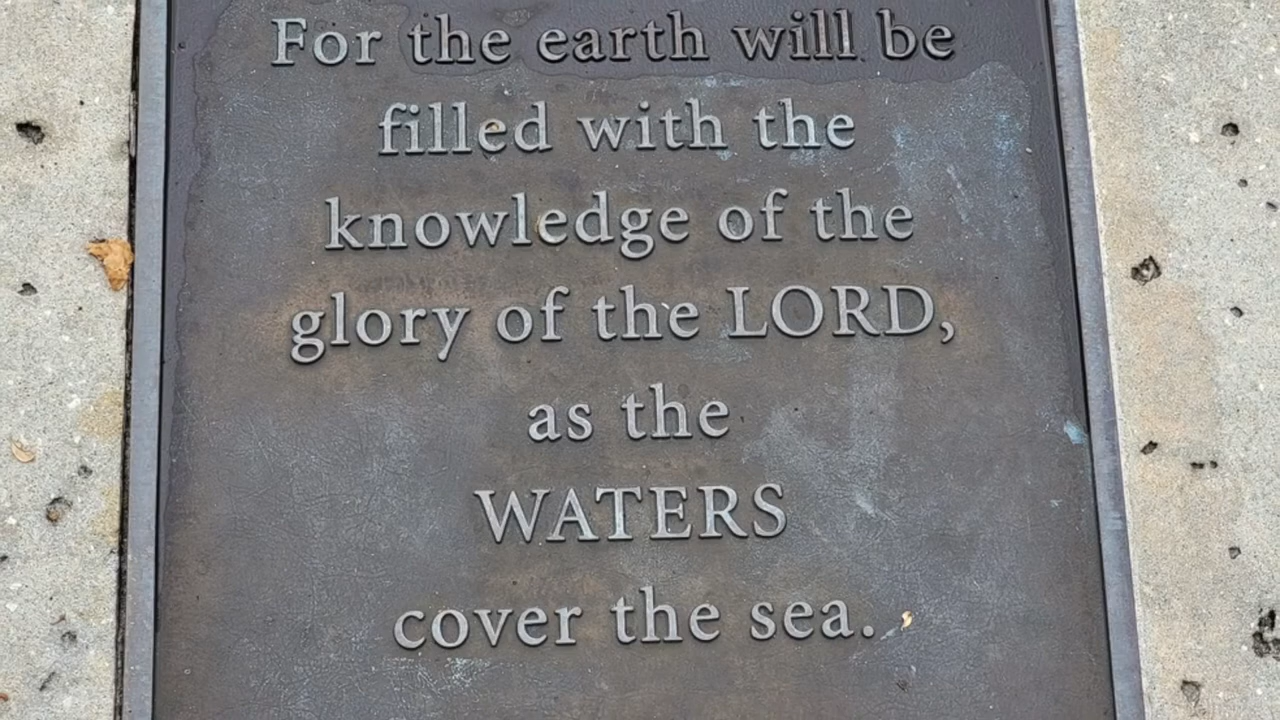 For the earth will be
filled with the
knowledge of the
glory of the LORD,
as the
WATERS
cover the sea.